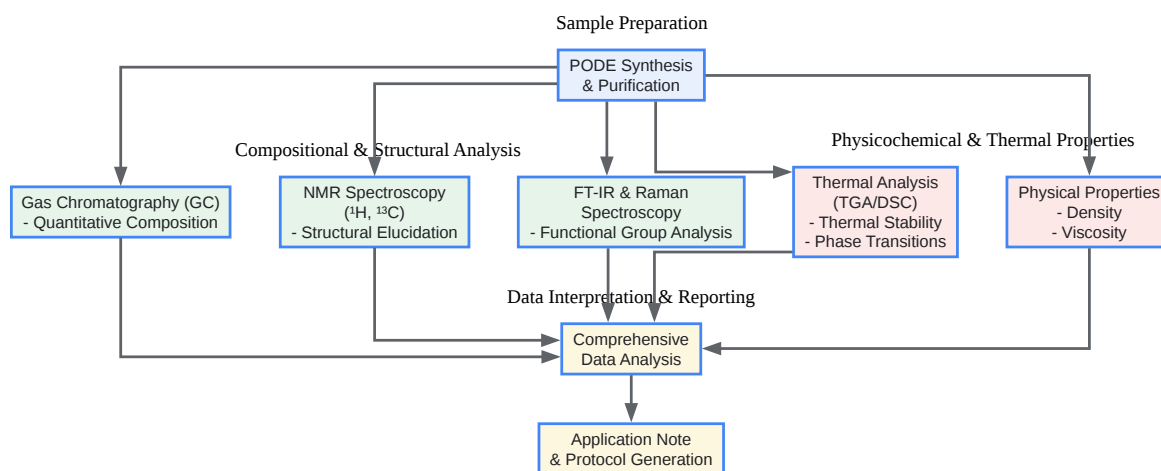 Sample Preparation
PODE Synthesis
& Purification
Compositional & Structural Analysis
Physicochemical & Thermal Properties
Gas Chromatography (GC)
- Quantitative Composition
NMR Spectroscopy
(¹H, ¹³C)
- Structural Elucidation
FT-IR & Raman
Spectroscopy
- Functional Group Analysis
Thermal Analysis
(TGA/DSC)
- Thermal Stability
- Phase Transitions
Physical Properties
- Density
- Viscosity
Data Interpretation & Reporting
Comprehensive
Data Analysis
Application Note
& Protocol Generation